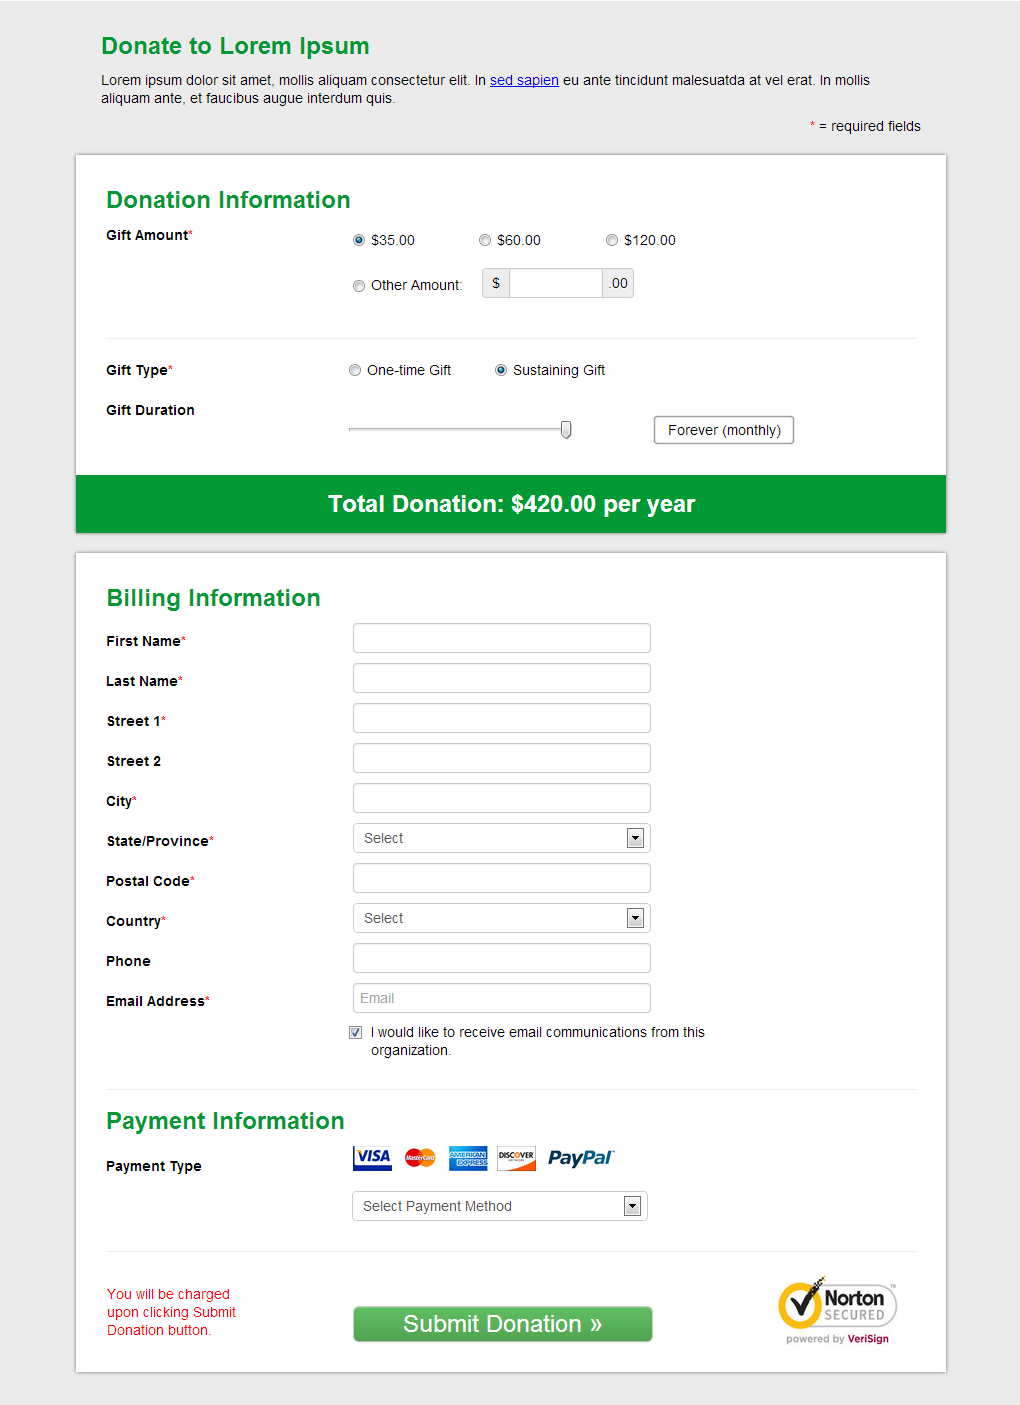 Donate to Lorem Ipsum
Lorem ipsum dolor sit amet, mollis aliquam consectetur elit. In sed sapien eu ante tincidunt malesuatda at vel erat. In mollis
aliquam ante, et faucibus augue interdum quis.
* = required fields
Donation Information
Gift Amount*
$35.00 $60.00 $120.00
Other Amount: $ .00
Gift Type* One-time Gift Sustaining Gift
Gift Duration
Forever (monthly)
Total Donation: $420.00 per year
Billing Information
First Name*
Last Name*
Street 1*
Street 2
City*
State/Province* Select
Postal Code*
Country* Select
Phone
Email Address* Email
I would like to receive email communications from this
organization.
Payment Information
Payment Type VISA MasterCard AMERICAN EXPRESS DISCOVER NETWORK PayPal
Select Payment Method
You will be charged
upon clicking Submit
Donation button.
Submit Donation »
Norton
SECURED
powered by VeriSign